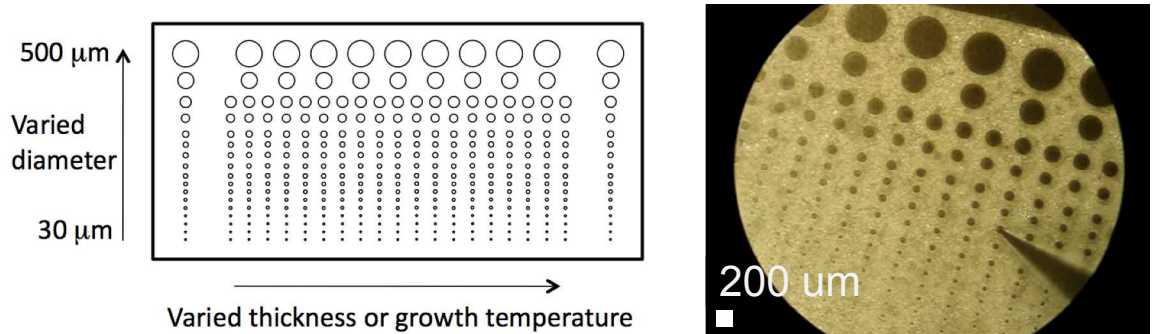 500 μm
Varied
diameter
30 μm
Varied thickness or growth temperature
200 um